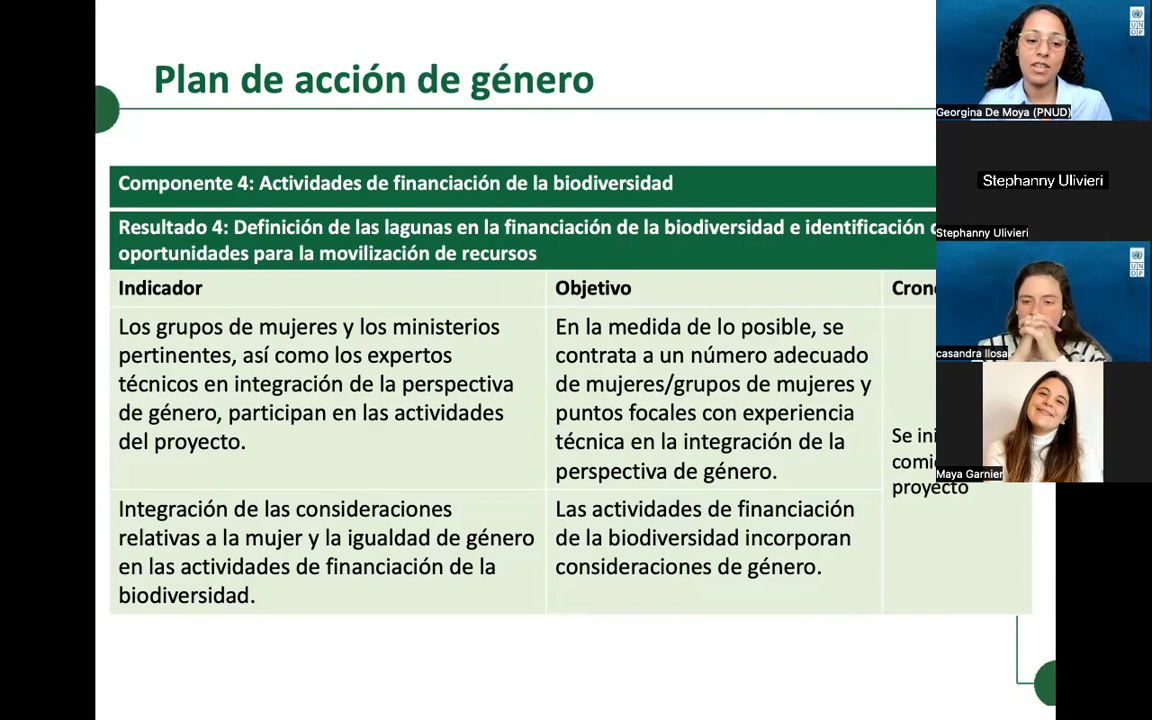 Plan de acción de género
Componente 4: Actividades de financiación de la biodiversidad
Resultado 4: Definición de las lagunas en la financiación de la biodiversidad e identificación
oportunidades para la movilización de recursos
Indicador
Objetivo
Los grupos de mujeres y los ministerios
pertinentes, así como los expertos
técnicos en integración de la perspectiva
de género, participan en las actividades
del proyecto.
En la medida de lo posible, se
contrata a un número adecuado
de mujeres/grupos de mujeres y
puntos focales con experiencia
técnica en la integración de la
perspectiva de género.
Se
proyecto
Integración de las consideraciones
relativas a la mujer y la igualdad de género
en las actividades de financiación de la
biodiversidad.
Las actividades de financiación
de la biodiversidad incorporan
consideraciones de género.
Georgina De Moya (PNUD)
Stephanny Ulivieri
Stephanny Ulivieri
casandra llosa
Maya Garnier
UN
DP
UN
DP